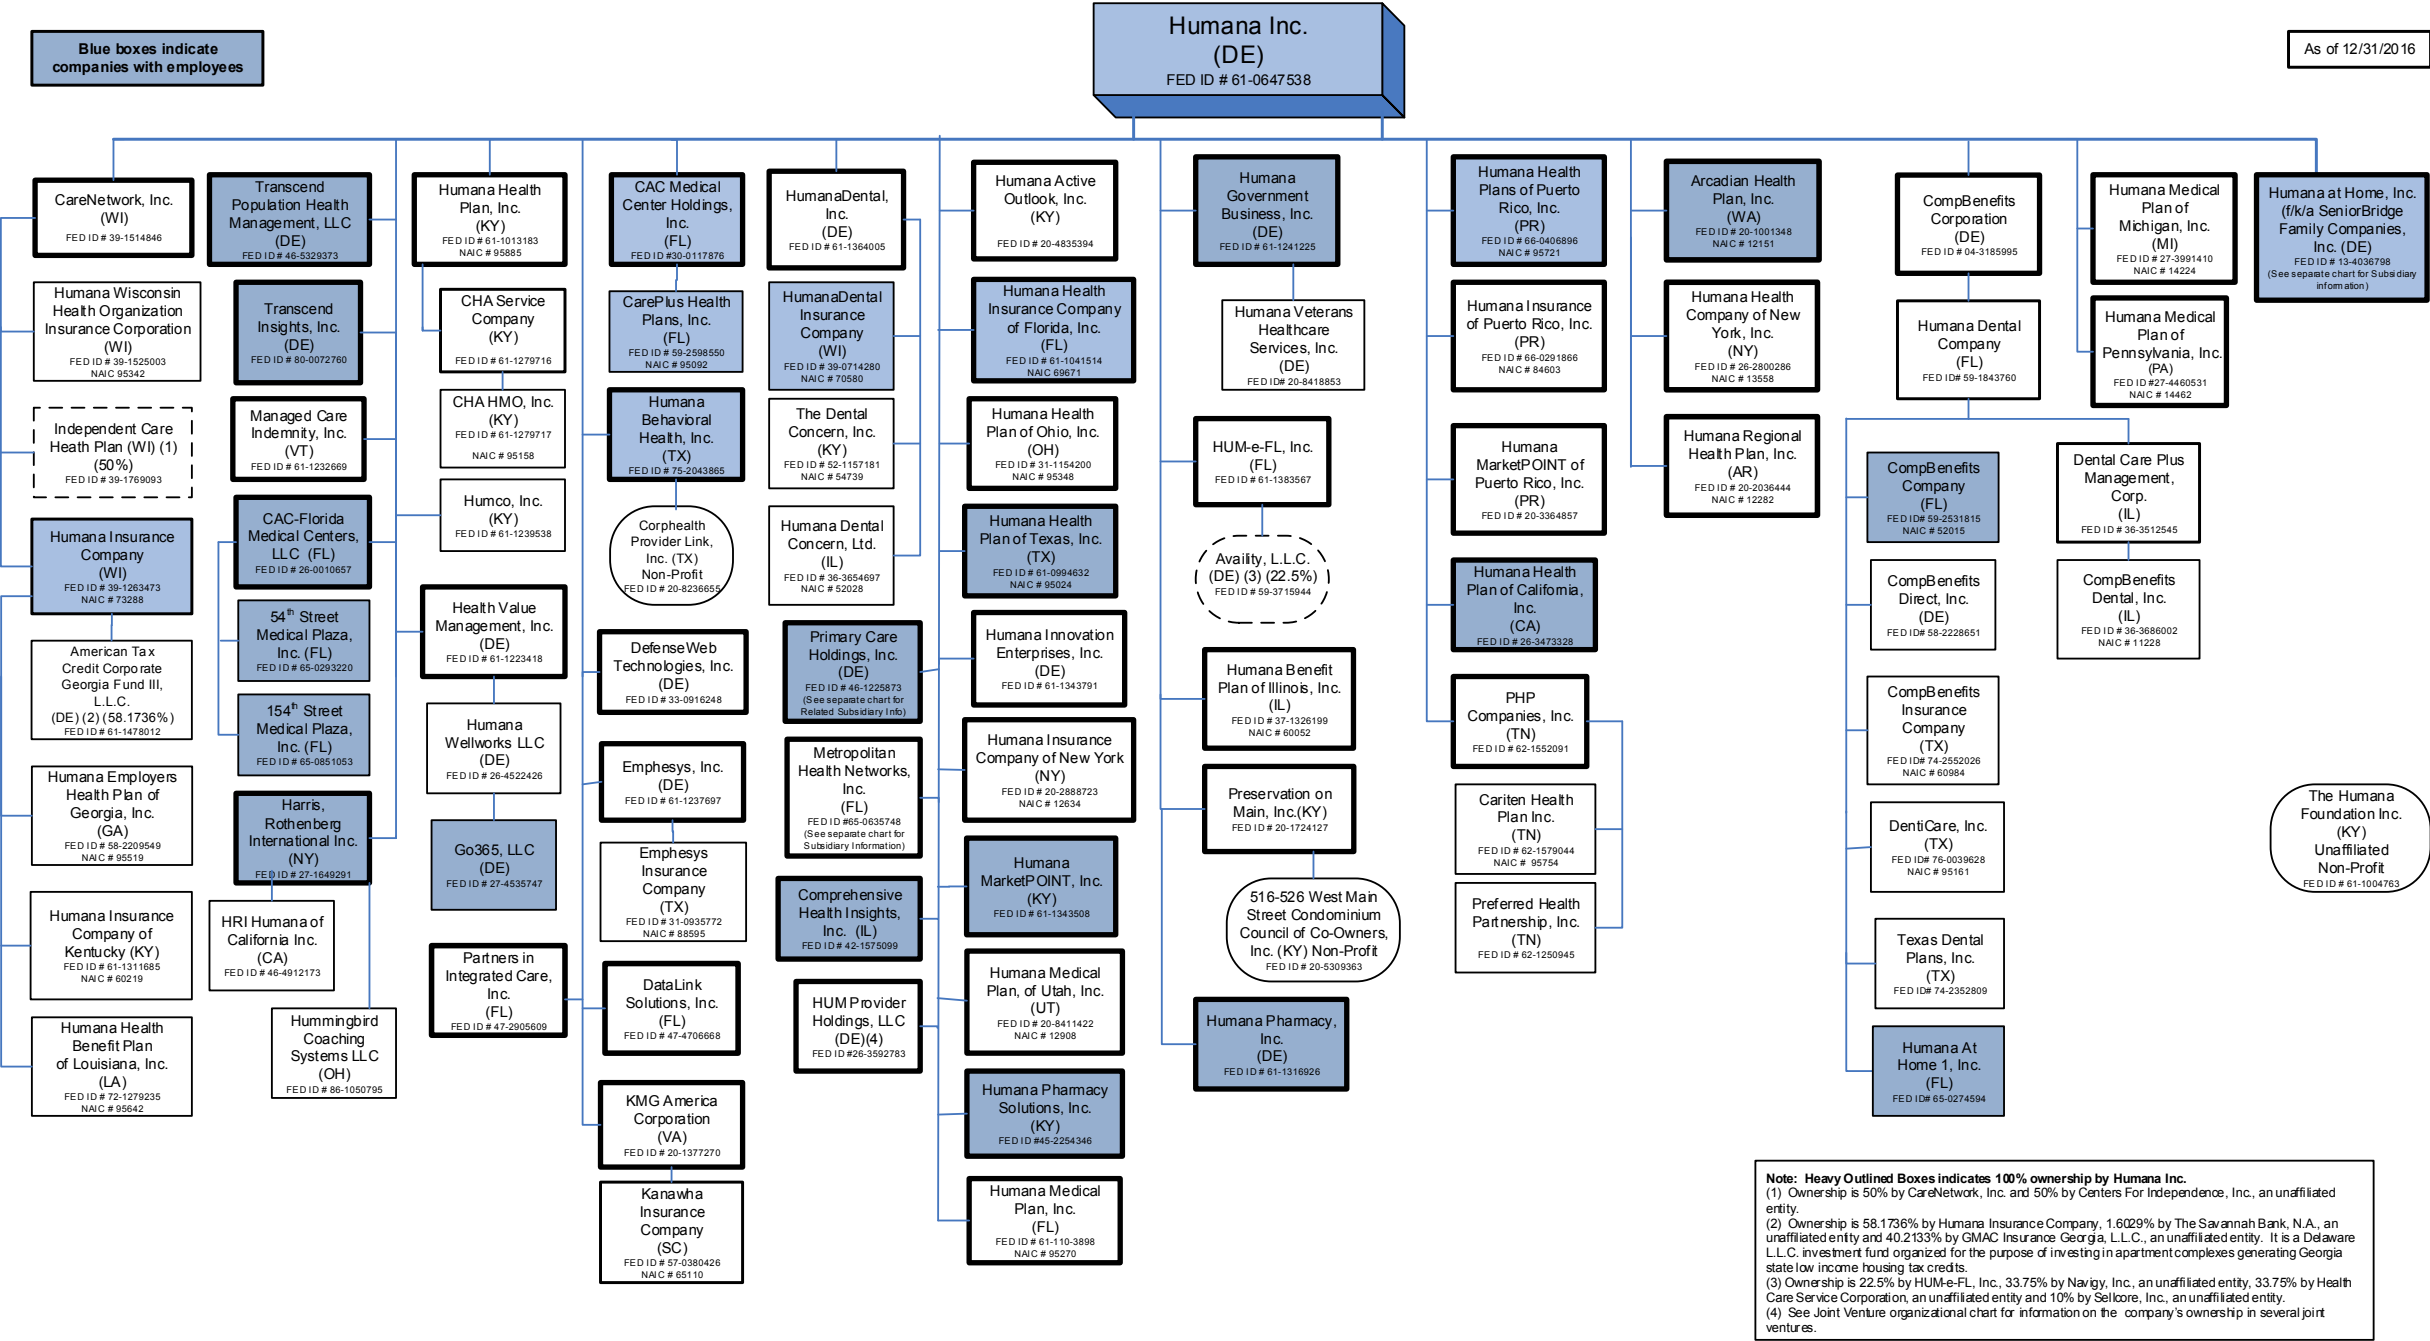 Blue boxes indicate
companies with employees
Humana Inc.
(DE)
FED ID # 61-0647538
As of 12/31/2016
CareNetwork, Inc.
(WI)
FED ID # 39-1514846
Humana Wisconsin
Health Organization
Insurance Corporation
(WI)
FED ID # 39-1525003
NAIC 95342
Independent Care
Heath Plan (WI) (1)
(50%)
FED ID # 39-1769093
Humana Insurance
Company
(WI)
FED ID # 39-1263473
NAIC # 73288
American Tax
Credit Corporate
Georgia Fund III,
L.L.C.
(DE) (2) (58.1736%)
FED ID # 61-1478012
Humana Employers
Health Plan of
Georgia, Inc.
(GA)
FED ID # 58-2209549
NAIC # 95519
Humana Insurance
Company of
Kentucky (KY)
FED ID # 61-1311685
NAIC # 60219
Humana Health
Benefit Plan
of Louisiana, Inc.
(LA)
FED ID # 72-1279235
NAIC # 95642
Transcend
Population Health
Management, LLC
(DE)
FED ID # 46-5329373
Transcend
Insights, Inc.
(DE)
FED ID # 80-0072760
Managed Care
Indemnity, Inc.
(VT)
FED ID # 61-1232669
CAC-Florida
Medical Centers,
LLC (FL)
FED ID # 26-0010657
54th Street
Medical Plaza,
Inc. (FL)
FED ID # 65-0293220
154th Street
Medical Plaza,
Inc. (FL)
FED ID # 65-0851053
Harris,
Rothenberg
International Inc.
(NY)
FED ID # 27-1649291
HRI Humana of
California Inc.
(CA)
FED ID # 46-4912173
Hummingbird
Coaching
Systems LLC
(OH)
FED ID # 86-1050795
Humana Health
Plan, Inc.
(KY)
FED ID # 61-1013183
NAIC # 95885
CHA Service
Company
(KY)
FED ID # 61-1279716
CHA HMO, Inc.
(KY)
FED ID # 61-1279717
NAIC # 95158
Humco, Inc.
(KY)
FED ID # 61-1239538
Health Value
Management, Inc.
(DE)
FED ID # 61-1223418
Humana
Wellworks LLC
(DE)
FED ID # 26-4522426
Go365, LLC
(DE)
FED ID # 27-4535747
Partners in
Integrated Care,
Inc.
(FL)
FED ID # 47-2905609
CAC Medical
Center Holdings,
Inc.
(FL)
FED ID #30-0117876
CarePlus Health
Plans, Inc.
(FL)
FED ID # 59-2598550
NAIC # 95092
Humana
Behavioral
Health, Inc.
(TX)
FED ID # 75-2043865
Corphealth
Provider Link,
Inc. (TX)
Non-Profit
FED ID # 20-8236655
DefenseWeb
Technologies, Inc.
(DE)
FED ID # 33-0916248
Emphesys, Inc.
(DE)
FED ID # 61-1237697
Emphesys
Insurance
Company
(TX)
FED ID # 31-0935772
NAIC # 88595
DataLink
Solutions, Inc.
(FL)
FED ID # 47-4706668
KMG America
Corporation
(VA)
FED ID # 20-1377270
Kanawha
Insurance
Company
(SC)
FED ID # 57-0380426
NAIC # 65110
HumanaDental,
Inc.
(DE)
FED ID # 61-1364005
HumanaDental
Insurance
Company
(WI)
FED ID # 39-0714280
NAIC # 70580
The Dental
Concern, Inc.
(KY)
FED ID # 52-1157181
NAIC # 54739
Humana Dental
Concern, Ltd.
(IL)
FED ID # 36-3654697
NAIC # 52028
Primary Care
Holdings, Inc.
(DE)
FED ID # 46-1225873
(See separate chart for
Related Subsidiary Info)
Metropolitan
Health Networks,
Inc.
(FL)
FED ID #65-0635748
(See separate chart for
Subsidiary Information)
Comprehensive
Health Insights,
Inc. (IL)
FED ID # 42-1575099
HUM Provider
Holdings, LLC
(DE)(4)
FED ID #26-3592783
Humana Active
Outlook, Inc.
(KY)
FED ID # 20-4835394
Humana Health
Insurance Company
of Florida, Inc.
(FL)
FED ID # 61-1041514
NAIC 69671
Humana Health
Plan of Ohio, Inc.
(OH)
FED ID # 31-1154200
NAIC # 95348
Humana Health
Plan of Texas, Inc.
(TX)
FED ID # 61-0994632
NAIC # 95024
Humana Innovation
Enterprises, Inc.
(DE)
FED ID # 61-1343791
Humana Insurance
Company of New York
(NY)
FED ID # 20-2888723
NAIC # 12634
Humana
MarketPOINT, Inc.
(KY)
FED ID # 61-1343508
Humana Medical
Plan, of Utah, Inc.
(UT)
FED ID # 20-8411422
NAIC # 12908
Humana Pharmacy
Solutions, Inc.
(KY)
FED ID #45-2254346
Humana Medical
Plan, Inc.
(FL)
FED ID # 61-110-3898
NAIC # 95270
Humana
Government
Business, Inc.
(DE)
FED ID # 61-1241225
Humana Veterans
Healthcare
Services, Inc.
(DE)
FED ID# 20-8418853
HUM-e-FL, Inc.
(FL)
FED ID # 61-1383567
Availity, L.L.C.
(DE) (3) (22.5%)
FED ID # 59-3715944
Humana Benefit
Plan of Illinois, Inc.
(IL)
FED ID # 37-1326199
NAIC # 60052
Preservation on
Main, Inc.(KY)
FED ID # 20-1724127
516-526 West Main
Street Condominium
Council of Co-Owners,
Inc. (KY) Non-Profit
FED ID # 20-5309363
Humana Pharmacy,
Inc.
(DE)
FED ID # 61-1316926
Humana Health
Plans of Puerto
Rico, Inc.
(PR)
FED ID # 66-0406896
NAIC # 95721
Humana Insurance
of Puerto Rico, Inc.
(PR)
FED ID # 66-0291866
NAIC # 84603
Humana
MarketPOINT of
Puerto Rico, Inc.
(PR)
FED ID # 20-3364857
Humana Health
Plan of California,
Inc.
(CA)
FED ID # 26-3473328
PHP
Companies, Inc.
(TN)
FED ID # 62-1552091
Cariten Health
Plan Inc.
(TN)
FED ID # 62-1579044
NAIC # 95754
Preferred Health
Partnership, Inc.
(TN)
FED ID # 62-1250945
Arcadian Health
Plan, Inc.
(WA)
FED ID # 20-1001348
NAIC # 12151
Humana Health
Company of New
York, Inc.
(NY)
FED ID # 26-2800286
NAIC # 13558
Humana Regional
Health Plan, Inc.
(AR)
FED ID # 20-2036444
NAIC # 12282
CompBenefits
Corporation
(DE)
FED ID # 04-3185995
Humana Dental
Company
(FL)
FED ID# 59-1843760
CompBenefits
Company
(FL)
FED ID# 59-2531815
NAIC # 52015
CompBenefits
Direct, Inc.
(DE)
FED ID# 58-2228651
CompBenefits
Insurance
Company
(TX)
FED ID# 74-2552026
NAIC # 60984
DentiCare, Inc.
(TX)
FED ID# 76-0039628
NAIC # 95161
Texas Dental
Plans, Inc.
(TX)
FED ID# 74-2352809
Humana At
Home 1, Inc.
(FL)
FED ID# 65-0274594
Dental Care Plus
Management,
Corp.
(IL)
FED ID # 36-3512545
CompBenefits
Dental, Inc.
(IL)
FED ID # 36-3686002
NAIC # 11228
Humana Medical
Plan of
Michigan, Inc.
(MI)
FED ID # 27-3991410
NAIC # 14224
Humana Medical
Plan of
Pennsylvania, Inc.
(PA)
FED ID #27-4460531
NAIC # 14462
Humana at Home, Inc.
(f/k/a SeniorBridge
Family Companies,
Inc. (DE)
FED ID # 13-4036798
(See separate chart for Subsidiary
information)
The Humana
Foundation Inc.
(KY)
Unaffiliated
Non-Profit
FED ID # 61-1004763
Note: Heavy Outlined Boxes indicates 100% ownership by Humana Inc.
(1) Ownership is 50% by CareNetwork, Inc. and 50% by Centers For Independence, Inc., an unaffiliated
entity.
(2) Ownership is 58.1736% by Humana Insurance Company, 1.6029% by The Savannah Bank, N.A., an
unaffiliated entity and 40.2133% by GMAC Insurance Georgia, L.L.C., an unaffiliated entity. It is a Delaware
L.L.C. investment fund organized for the purpose of investing in apartment complexes generating Georgia
state low income housing tax credits.
(3) Ownership is 22.5% by HUM-e-FL, Inc., 33.75% by Navigy, Inc., an unaffiliated entity, 33.75% by Health
Care Service Corporation, an unaffiliated entity and 10% by Sellcore, Inc., an unaffiliated entity.
(4) See Joint Venture organizational chart for information on the company's ownership in several joint
ventures.